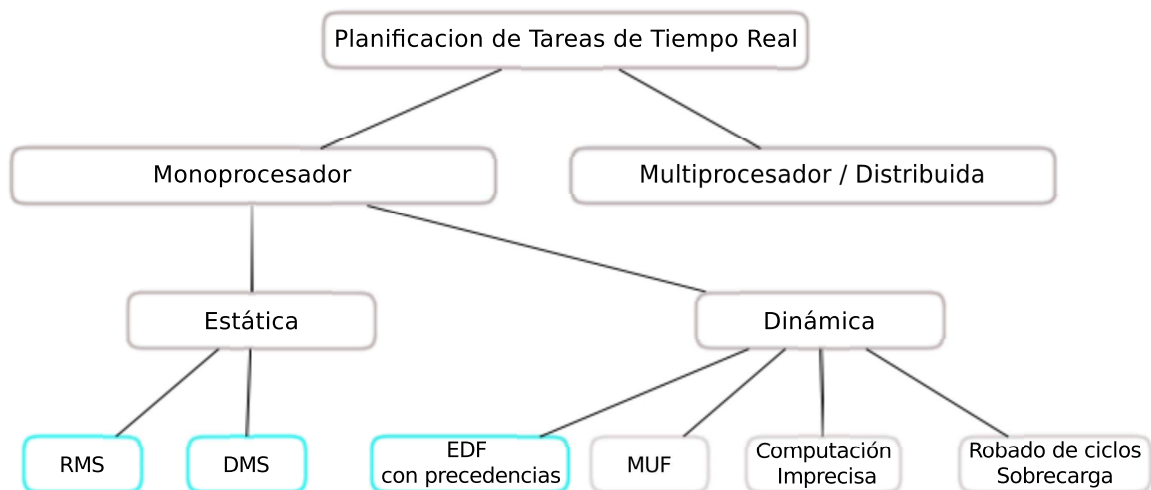 Planificacion de Tareas de Tiempo Real
Monoprocesador
Multiprocesador / Distribuida
Estática
Dinámica
RMS
DMS
EDF
con precedencias
MUF
Computación
Imprecisa
Robado de ciclos
Sobrecarga